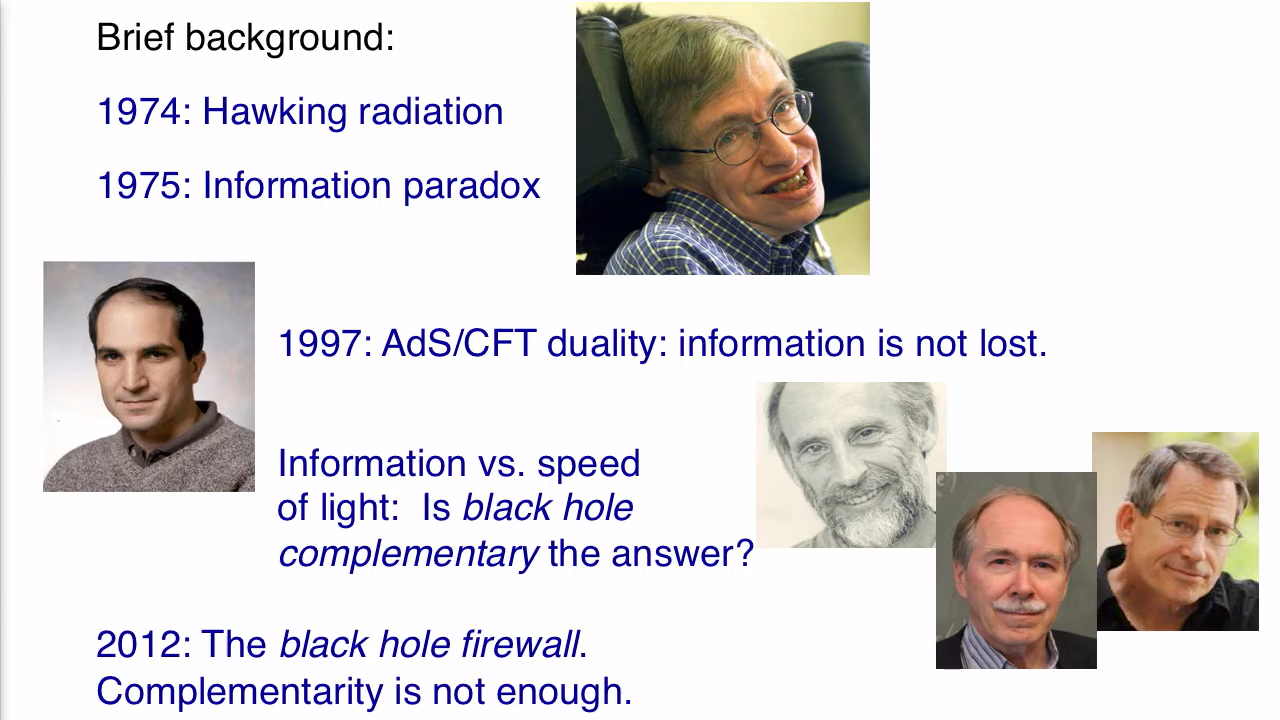 Brief background:
1974: Hawking radiation
1975: Information paradox
1997: AdS/CFT duality: information is not lost.
Information vs. speed
of light:  Is black hole
complementary the answer?
2012: The black hole firewall.
Complementarity is not enough.